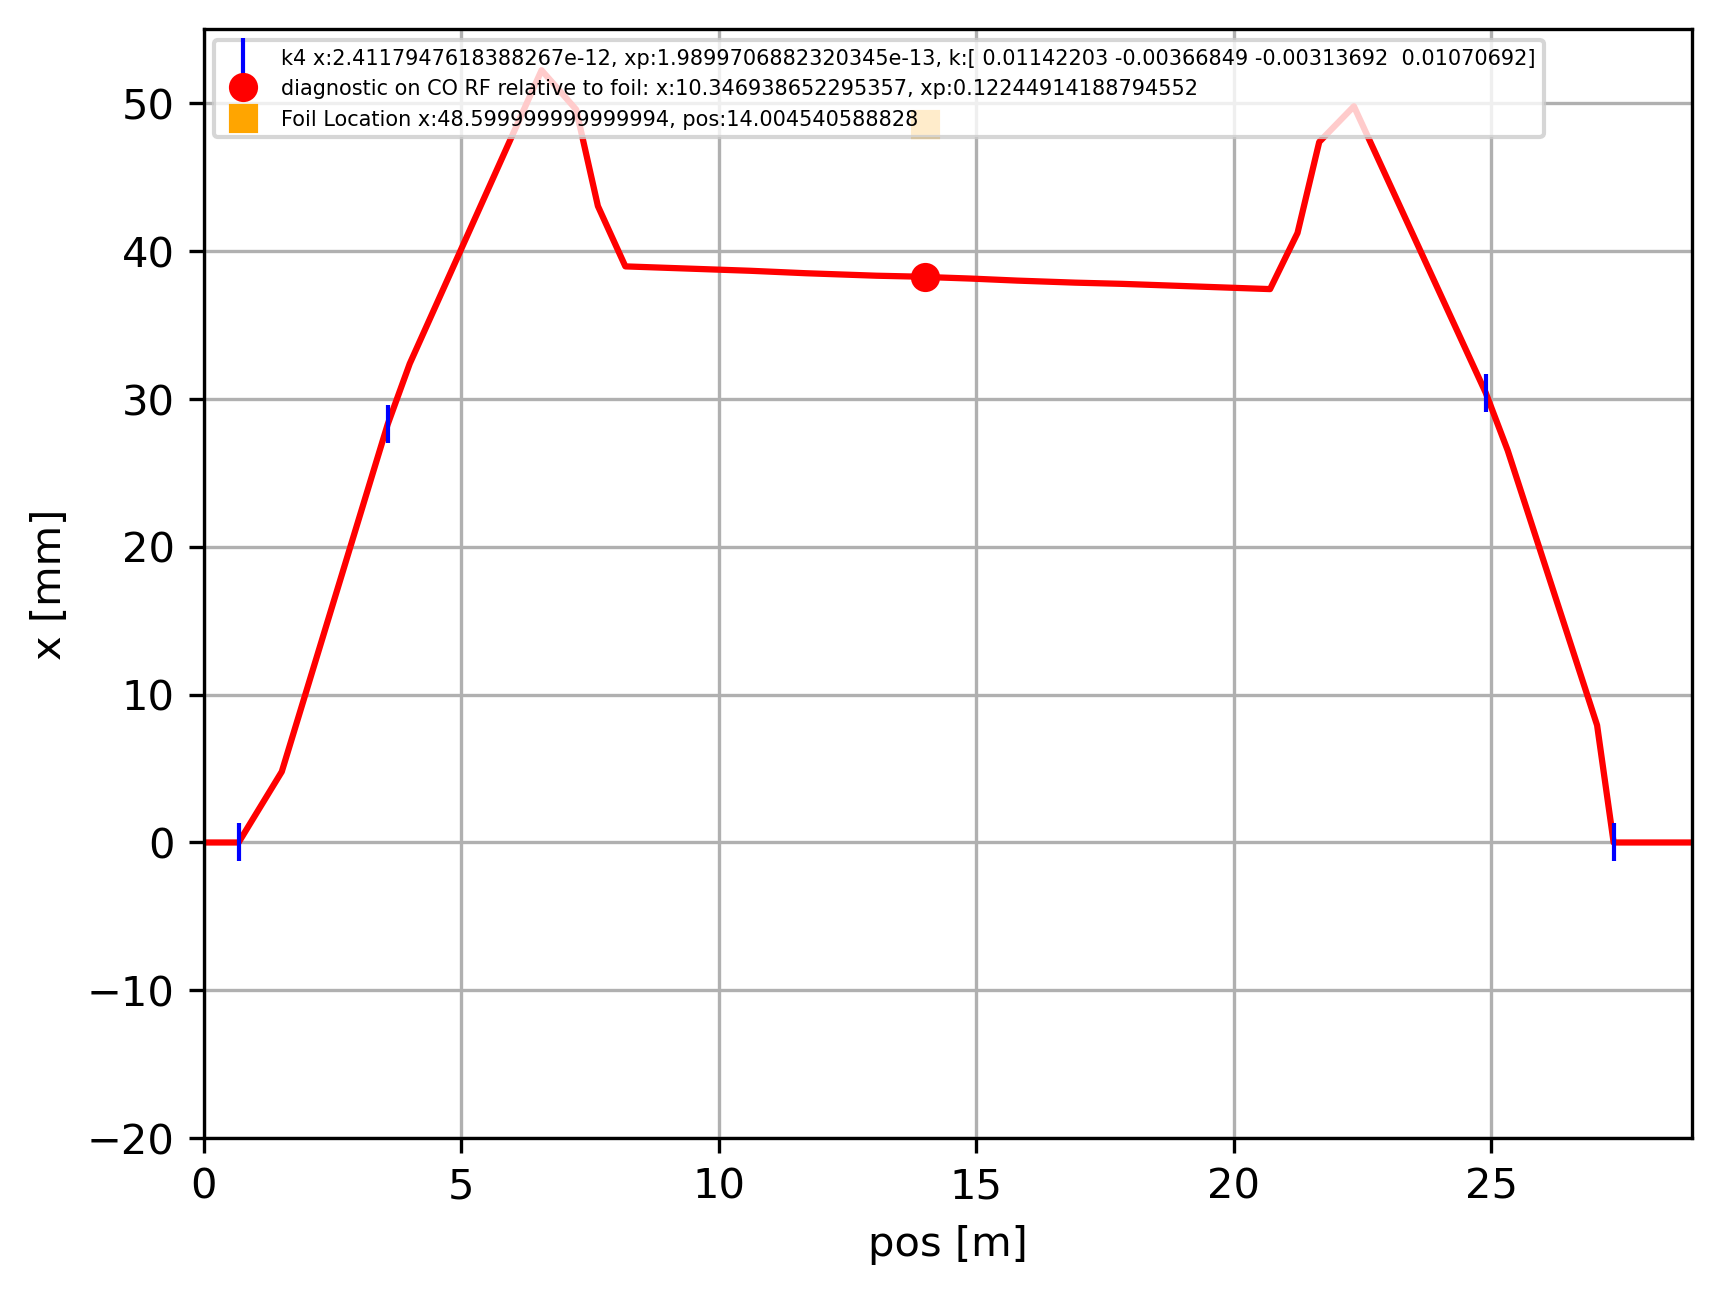 k4 x:2.4117947618388267e-12, xp:1.9899706882320345e-13, k:[ 0.01142203 -0.00366849 -0.00313692  0.01070692]
diagnostic on CO RF relative to foil: x:10.346938652295357, xp:0.12244914188794552
Foil Location x:48.599999999999994, pos:14.004540588828
50
40
30
20
10
0
−10
−20
x [mm]
0 5 10 15 20 25
pos [m]